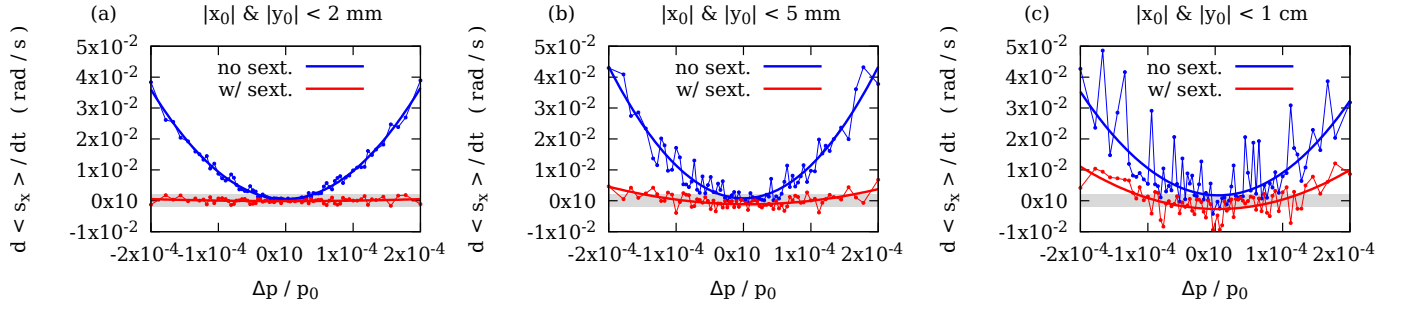 (a) |x₀| & |y₀| < 2 mm
d < sₓ > / dt ( rad / s )
5x10⁻²
4x10⁻²
3x10⁻²
2x10⁻²
1x10⁻²
0x10
-1x10⁻²
no sext.
w/ sext.
-2x10⁻⁴ -1x10⁻⁴ 0x10 1x10⁻⁴ 2x10⁻⁴
Δp / p₀
(b) |x₀| & |y₀| < 5 mm
d < sₓ > / dt ( rad / s )
5x10⁻²
4x10⁻²
3x10⁻²
2x10⁻²
1x10⁻²
0x10
-1x10⁻²
no sext.
w/ sext.
-2x10⁻⁴ -1x10⁻⁴ 0x10 1x10⁻⁴ 2x10⁻⁴
Δp / p₀
(c) |x₀| & |y₀| < 1 cm
d < sₓ > / dt ( rad / s )
5x10⁻²
4x10⁻²
3x10⁻²
2x10⁻²
1x10⁻²
0x10
-1x10⁻²
no sext.
w/ sext.
-2x10⁻⁴ -1x10⁻⁴ 0x10 1x10⁻⁴ 2x10⁻⁴
Δp / p₀